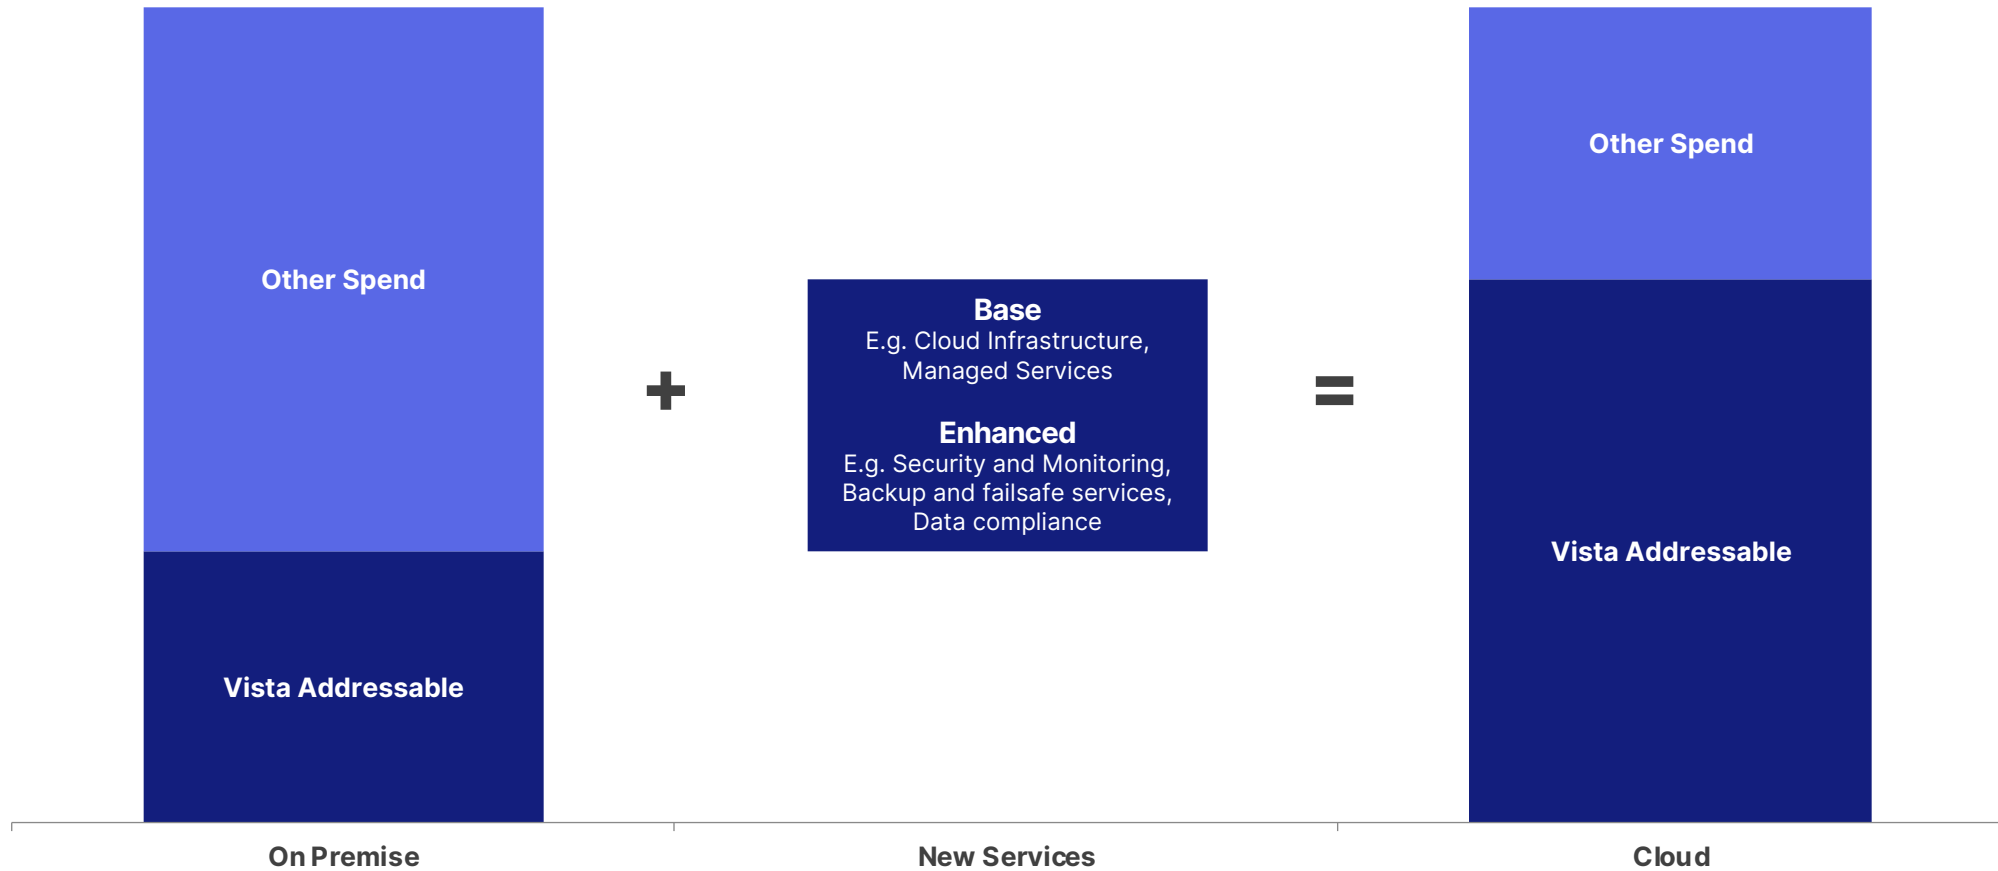 Other Spend
Vista Addressable
+
Base
E.g. Cloud Infrastructure,
Managed Services
Enhanced
E.g. Security and Monitoring,
Backup and failsafe services,
Data compliance
=
Other Spend
Vista Addressable
On Premise
New Services
Cloud